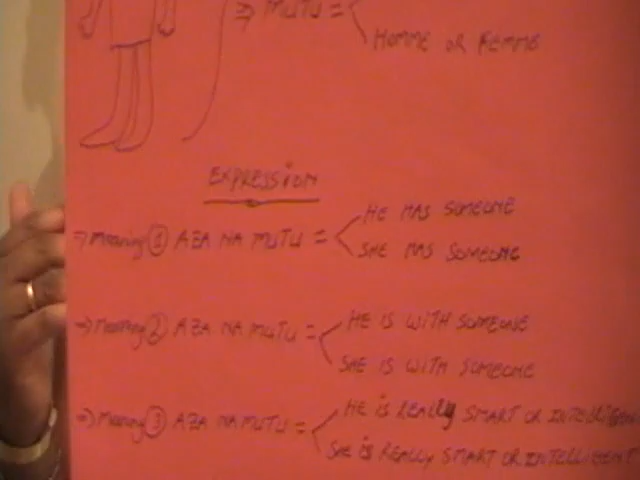 ⇒ MUTU =
HOMME OR FEMME
EXPRESSION
⇒ Meaning ① AZA NA MUTU = HE HAS SOMEONE
SHE HAS SOMEONE
⇒ Meaning ② AZA NA MUTU = HE IS WITH SOMEONE
SHE IS WITH SOMEONE
⇒ Meaning ③ AZA NA MUTU = HE IS REALLY SMART OR INTELLIGENT
SHE IS REALLY SMART OR INTELLIGENT